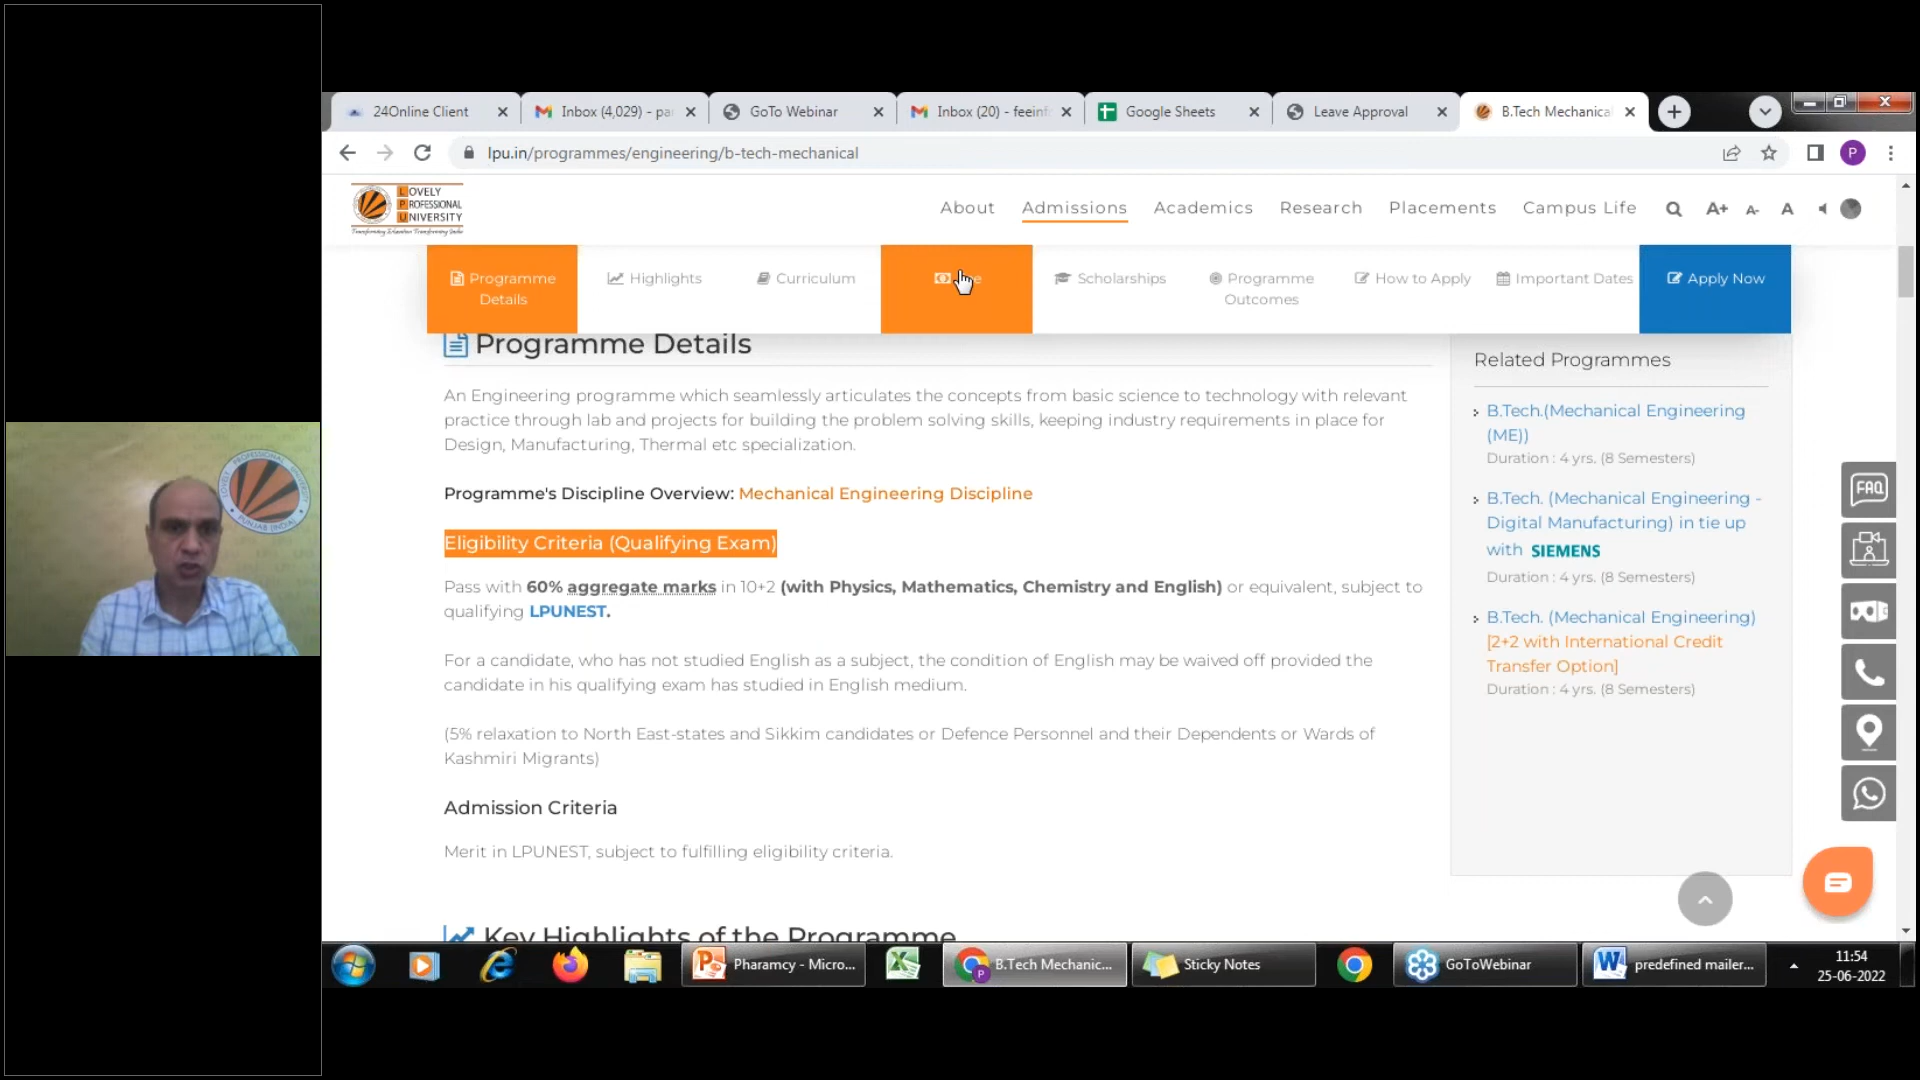 24Online Client
Inbox (4,029) - pa
GoTo Webinar
Inbox (20) - feeinf
Google Sheets
Leave Approval
B.Tech Mechanical
P
lpu.in/programmes/engineering/b-tech-mechanical
LOVELY
PROFESSIONAL
UNIVERSITY
Transforming Education Transforming India
About
Admissions
Academics
Research
Placements
Campus Life
A+
A-
A
Programme
Details
Highlights
Curriculum
Scholarships
Programme
Outcomes
How to Apply
Important Dates
Apply Now
Programme Details
An Engineering programme which seamlessly articulates the concepts from basic science to technology with relevant
practice through lab and projects for building the problem solving skills, keeping industry requirements in place for
Design, Manufacturing, Thermal etc specialization.
Programme's Discipline Overview: Mechanical Engineering Discipline
Eligibility Criteria (Qualifying Exam)
Pass with 60% aggregate marks in 10+2 (with Physics, Mathematics, Chemistry and English) or equivalent, subject to
qualifying LPUNEST.
For a candidate, who has not studied English as a subject, the condition of English may be waived off provided the
candidate in his qualifying exam has studied in English medium.
(5% relaxation to North East-states and Sikkim candidates or Defence Personnel and their Dependents or Wards of
Kashmiri Migrants)
Admission Criteria
Merit in LPUNEST, subject to fulfilling eligibility criteria.
Key Highlights of the Programme
Related Programmes
B.Tech.(Mechanical Engineering
(ME))
Duration : 4 yrs. (8 Semesters)
B.Tech. (Mechanical Engineering -
Digital Manufacturing) in tie up
with SIEMENS
Duration : 4 yrs. (8 Semesters)
B.Tech. (Mechanical Engineering)
[2+2 with International Credit
Transfer Option]
Duration : 4 yrs. (8 Semesters)
FAQ
Pharamcy - Micro...
B.Tech Mechanic...
Sticky Notes
GoToWebinar
predefined mailer...
11:54
25-06-2022